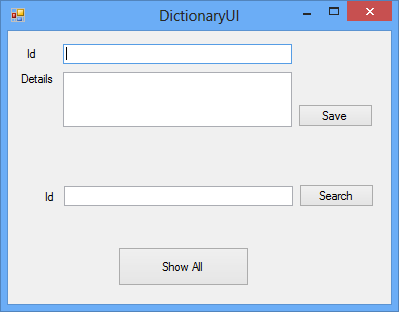 DictionaryUI
Id
Details
Save
Id
Search
Show All